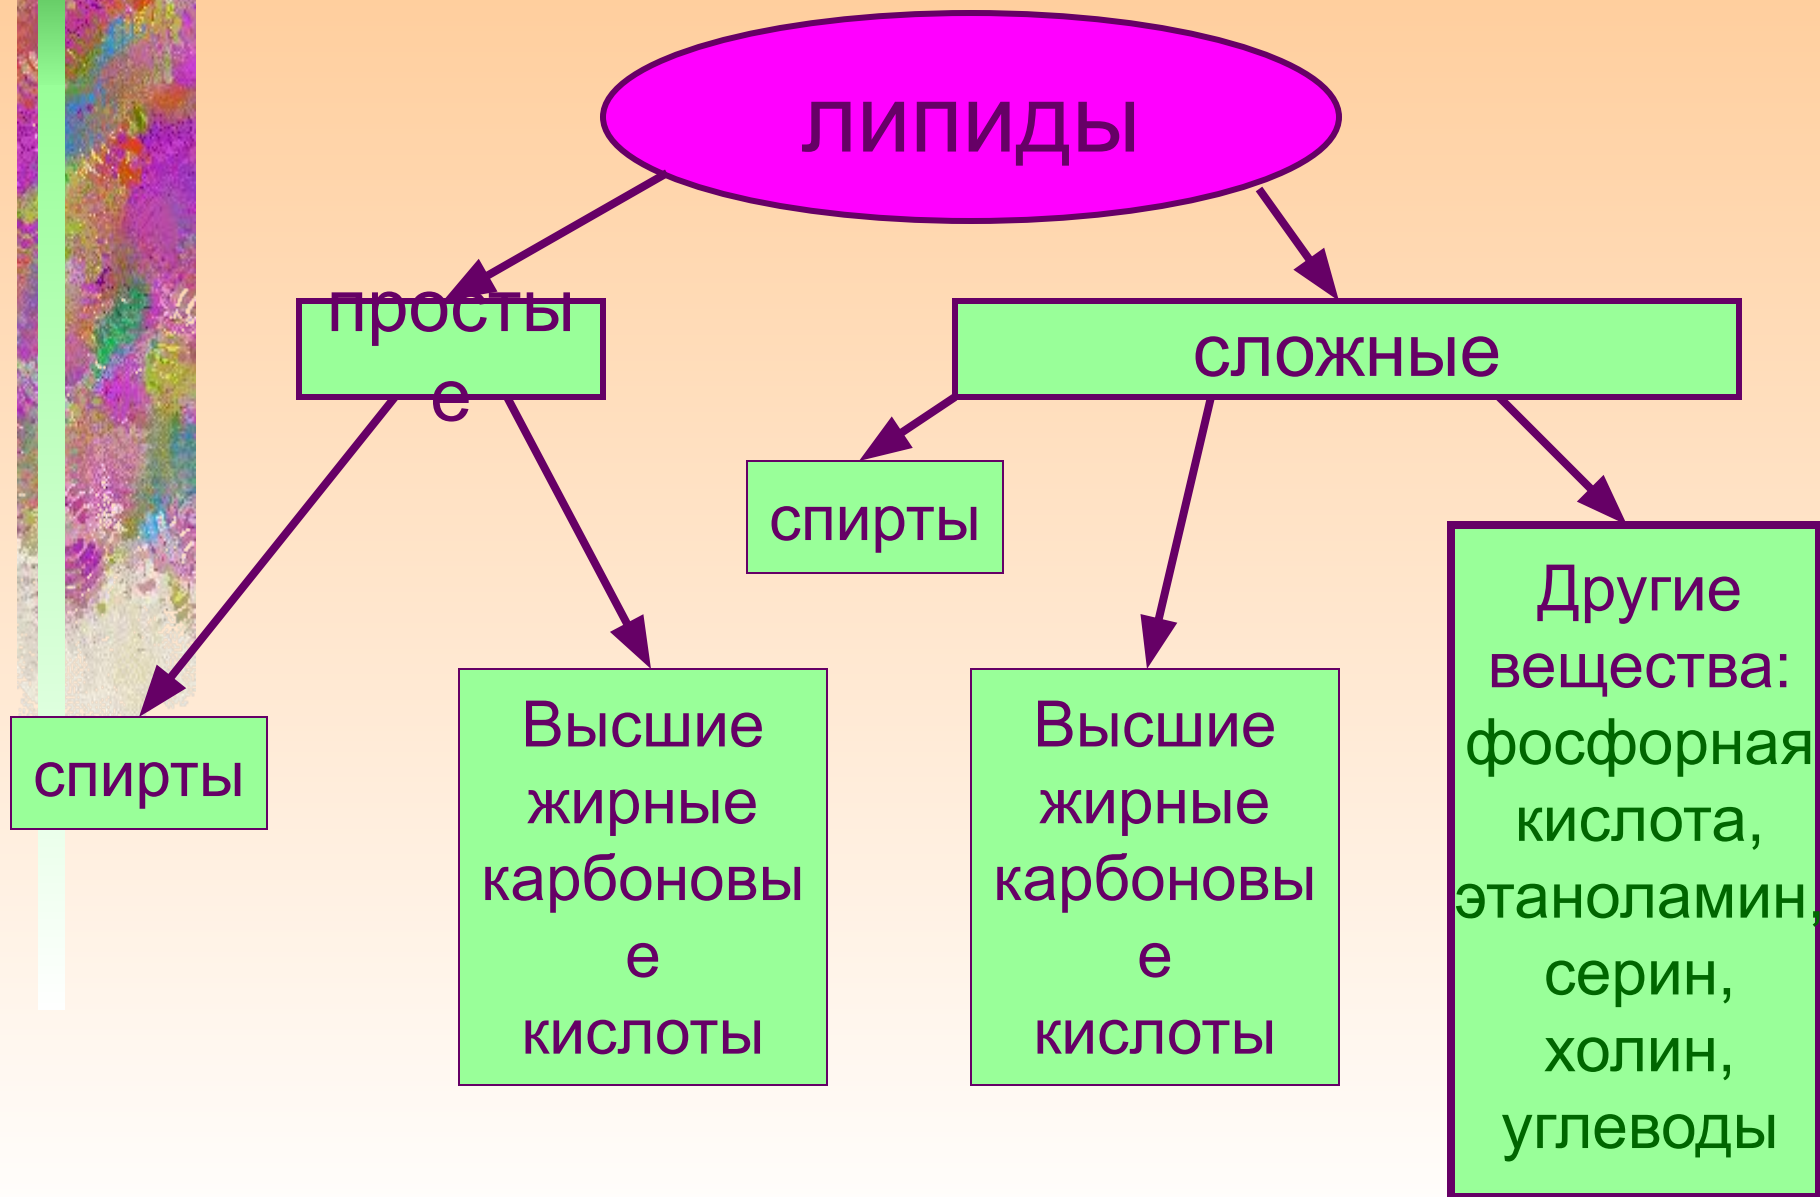 липиды
просты
е
сложные
спирты
спирты
Высшие
жирные
карбоновы
е
кислоты
Высшие
жирные
карбоновы
е
кислоты
Другие
вещества:
фосфорная
кислота,
этаноламин,
серин,
холин,
углеводы